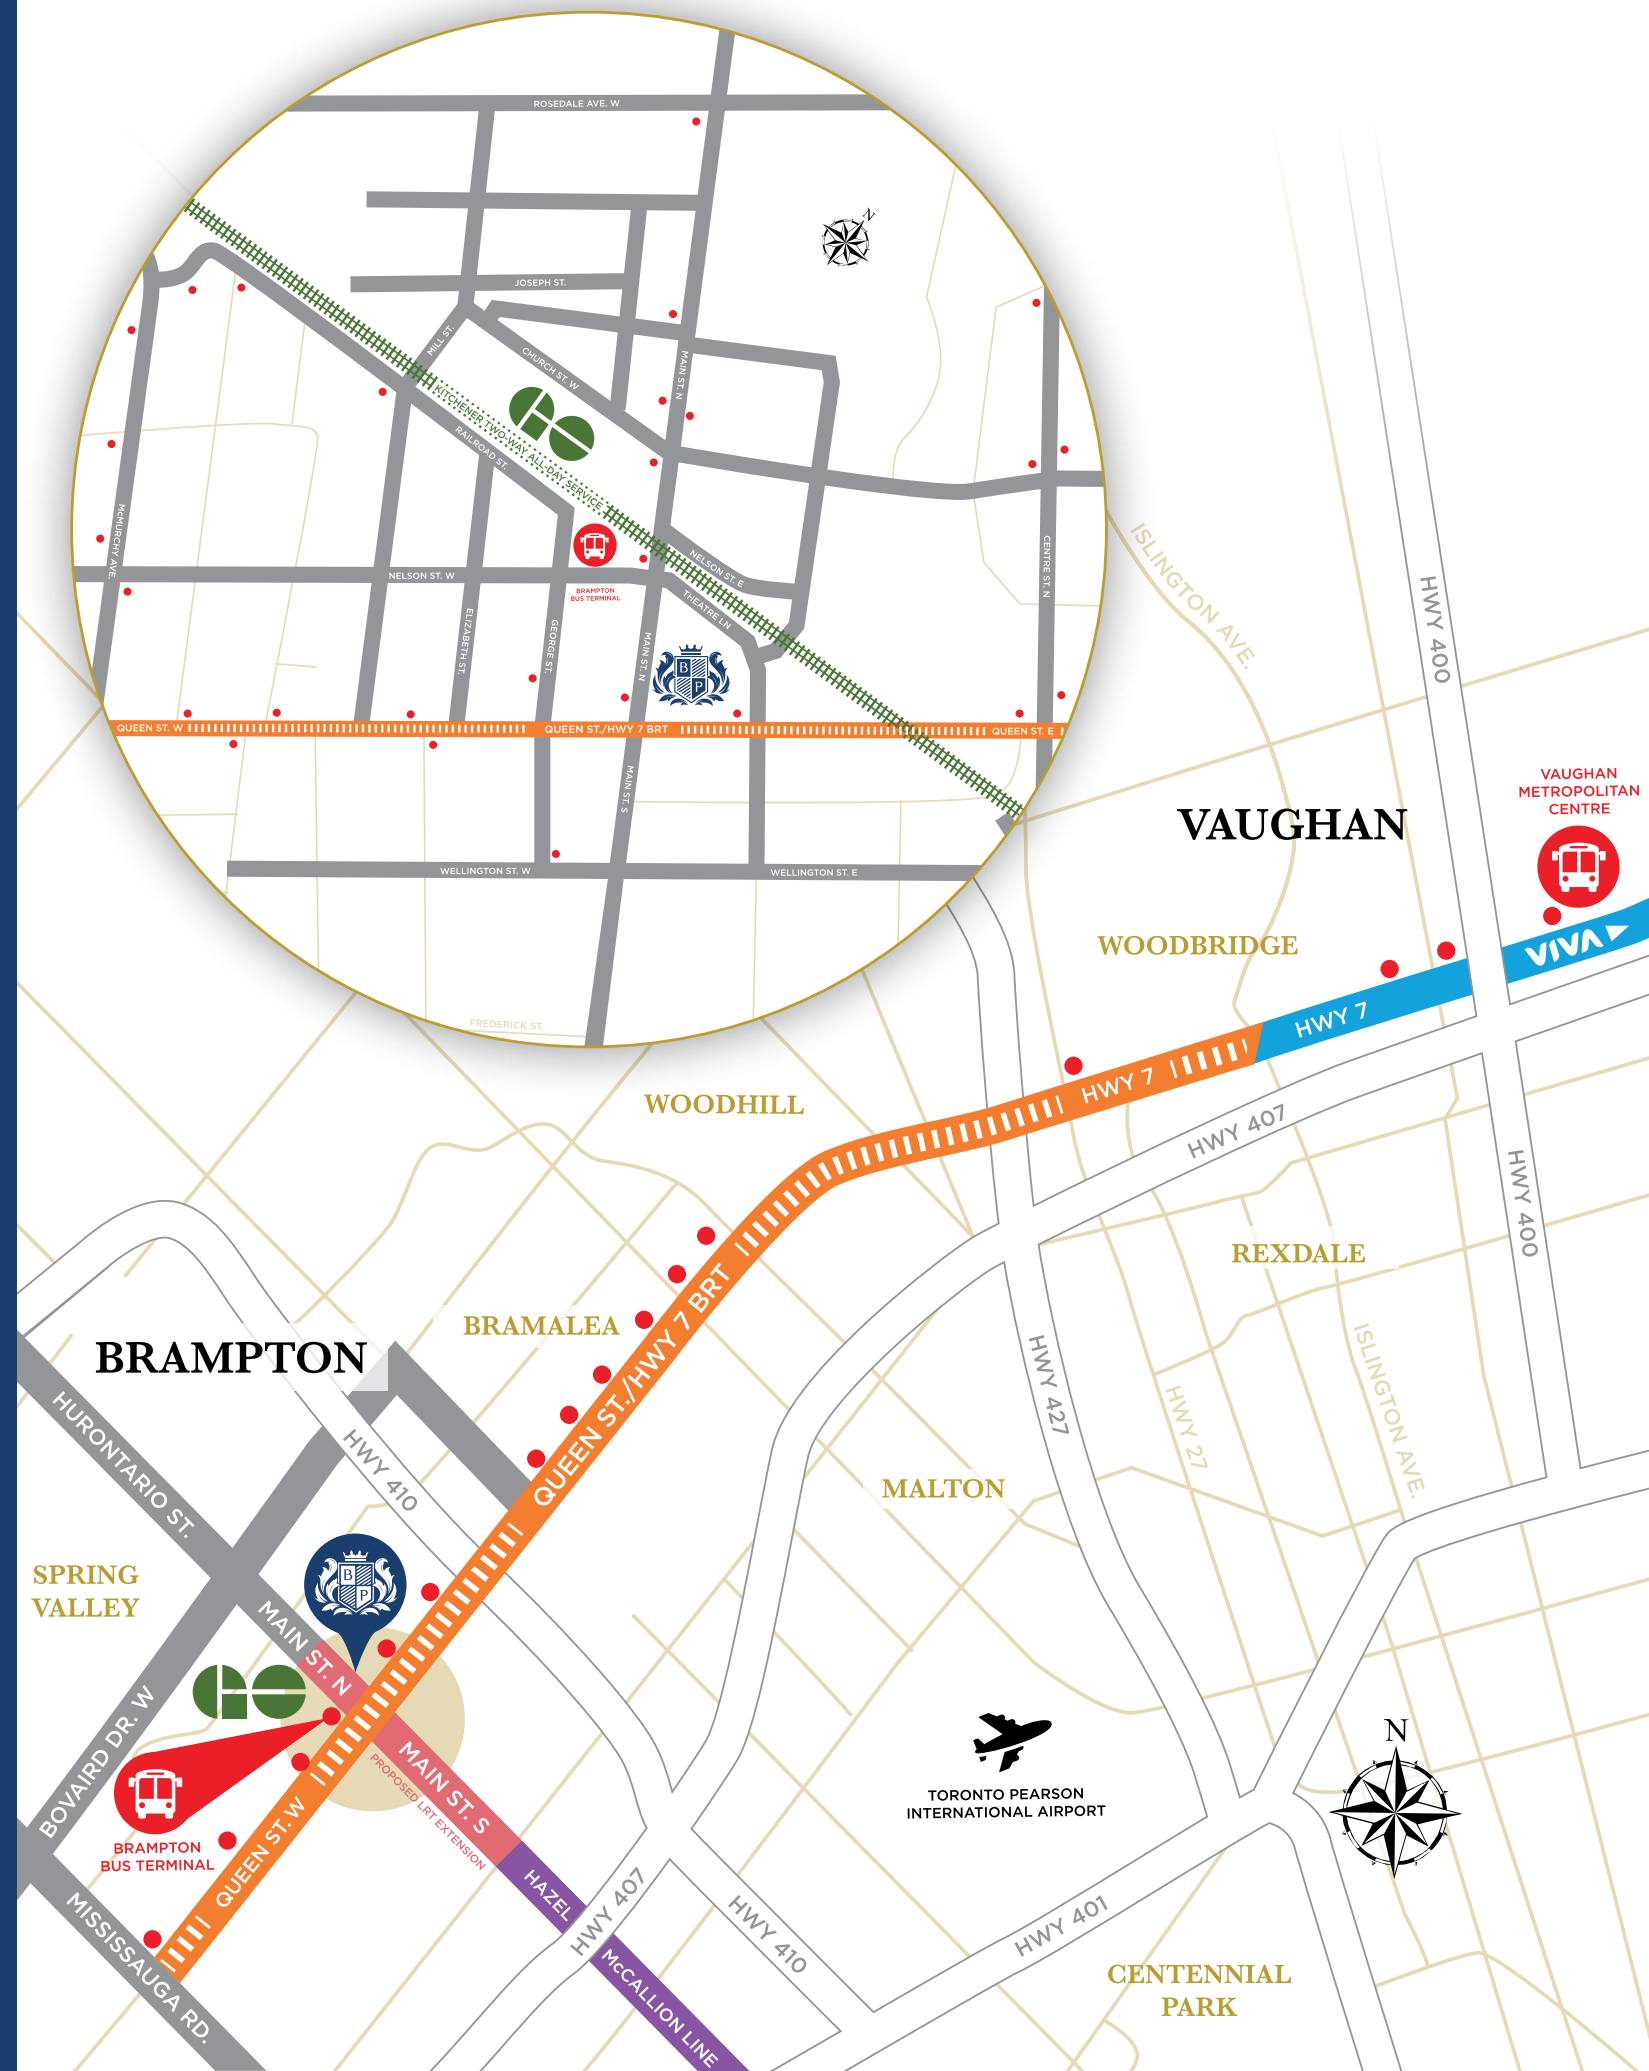 ROSEDALE AVE. W
N
JOSEPH ST.
MILL ST.
CHURCH ST. W
MAIN ST. N
KITCHENER TWO-WAY ALL-DAY SERVICE
RAILROAD ST.
McMURCHY AVE.
NELSON ST. W
NELSON ST. E
THEATRE LN
CENTRE ST. N
BRAMPTON
BUS TERMINAL
ELIZABETH ST.
GEORGE ST.
MAIN ST. N
B
P
QUEEN ST. W
QUEEN ST./HWY 7 BRT
QUEEN ST. E
MAIN ST. S
WELLINGTON ST. W
WELLINGTON ST. E
FREDERICK ST.
ISLINGTON AVE.
HWY 400
VAUGHAN
METROPOLITAN
CENTRE
VAUGHAN
WOODBRIDGE
VIVA
HWY 7
HWY 7
WOODHILL
HWY 407
HWY 400
REXDALE
BRAMALEA
BRAMPTON
QUEEN ST./HWY 7 BRT
HWY 427
HWY 27
ISLINGTON AVE.
HURONTARIO ST.
HWY 410
MALTON
SPRING
VALLEY
B
P
MAIN ST. N
BOVAIRD DR. W
MAIN ST. S
PROPOSED LRT EXTENSION
N
TORONTO PEARSON
INTERNATIONAL AIRPORT
BRAMPTON
BUS TERMINAL
QUEEN ST. W
HAZEL
McCALLION LINE
HWY 407
HWY 410
HWY 401
MISSISSAUGA RD.
CENTENNIAL
PARK